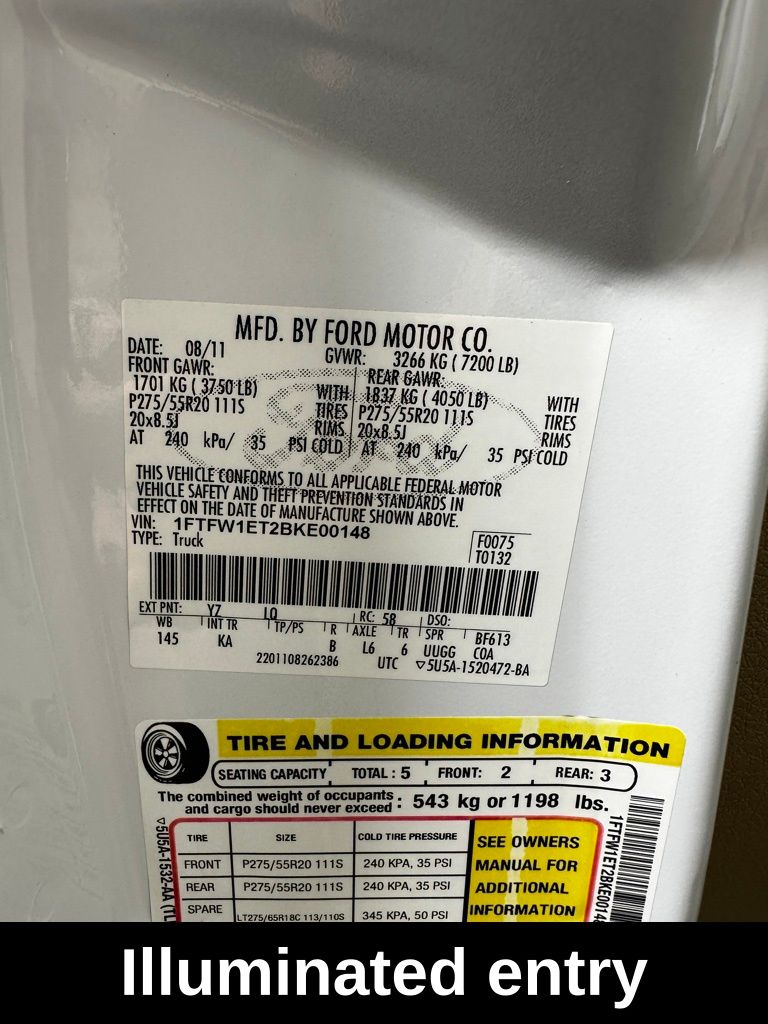 MFD. BY FORD MOTOR CO.
DATE: 08/11 GVWR: 3266 KG ( 7200 LB)
FRONT GAWR: REAR GAWR:
1701 KG ( 3750 LB) WITH 1837 KG ( 4050 LB) WITH
P275/55R20 111S TIRES P275/55R20 111S TIRES
20x8.5J RIMS 20x8.5J RIMS
AT 240 kPa/ 35 PSI COLD AT 240 kPa/ 35 PSI COLD
THIS VEHICLE CONFORMS TO ALL APPLICABLE FEDERAL MOTOR
VEHICLE SAFETY AND THEFT PREVENTION STANDARDS IN
EFFECT ON THE DATE OF MANUFACTURE SHOWN ABOVE.
VIN: 1FTFW1ET2BKE00148
TYPE: Truck
F0075
T0132
EXT PNT: YZ LQ RC: 58 DSO:
WB INT TR TP/PS R AXLE TR SPR BF613
145 KA B L6 6 UUGG COA
2201108262386 UTC ▽5U5A-1520472-BA
TIRE AND LOADING INFORMATION
SEATING CAPACITY TOTAL : 5 FRONT: 2 REAR: 3
The combined weight of occupants
and cargo should never exceed : 543 kg or 1198 lbs.
TIRE SIZE COLD TIRE PRESSURE
FRONT P275/55R20 111S 240 KPA, 35 PSI
REAR P275/55R20 111S 240 KPA, 35 PSI
SPARE LT275/65R18C 113/110S 345 KPA, 50 PSI
SEE OWNERS
MANUAL FOR
ADDITIONAL
INFORMATION
▽5U5A-1532-AA (TL
1FTFW1ET2BKE0014
Illuminated entry